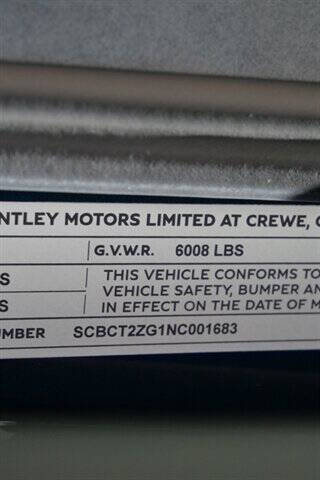 NTLEY MOTORS LIMITED AT CREWE,
G.V.W.R. 6008 LBS
S THIS VEHICLE CONFORMS TO
VEHICLE SAFETY, BUMPER AN
S IN EFFECT ON THE DATE OF M
UMBER SCBCT2ZG1NC001683